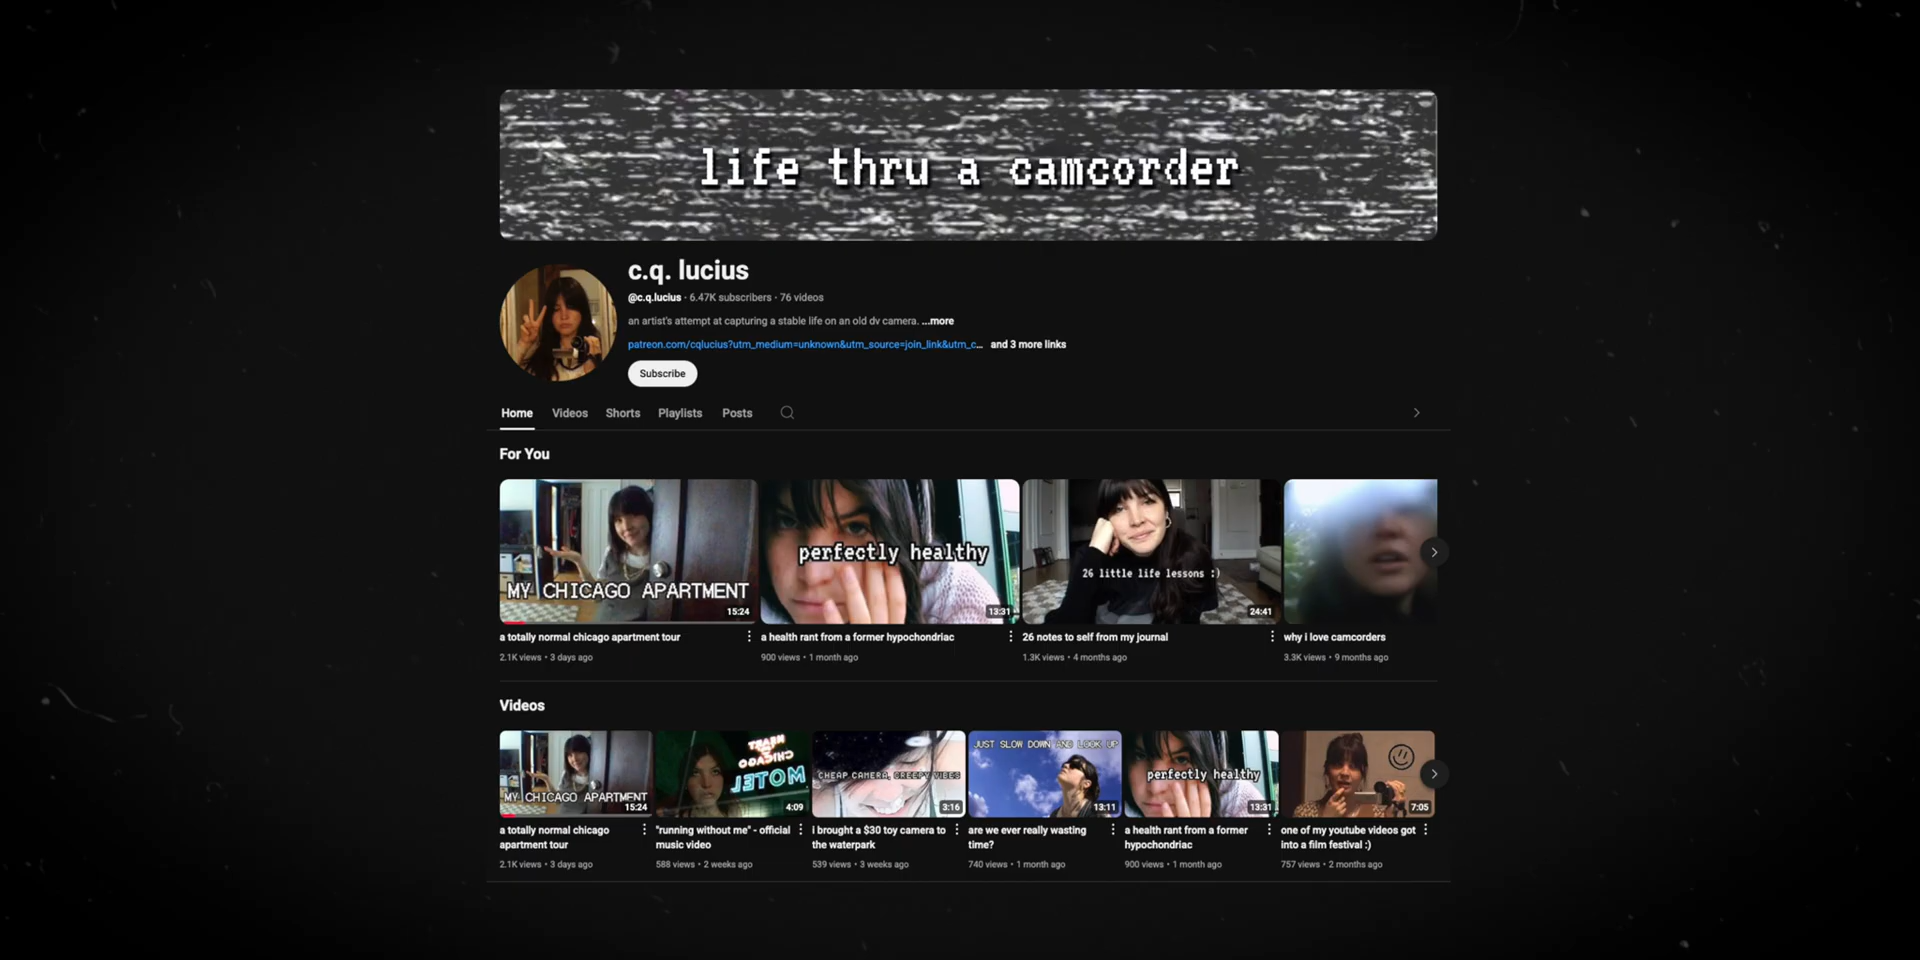 life thru a camcorder
c.q. lucius
@c.q.lucius · 6.47K subscribers · 76 videos
an artist's attempt at capturing a stable life on an old dv camera. ...more
patreon.com/cqlucius?utm_medium=unknown&utm_source=join_link&utm_c... and 3 more links
Subscribe
Home Videos Shorts Playlists Posts
For You
MY CHICAGO APARTMENT
15:24
perfectly healthy
13:31
26 little life lessons :)
24:41
a totally normal chicago apartment tour
2.1K views • 3 days ago
a health rant from a former hypochondriac
900 views • 1 month ago
26 notes to self from my journal
1.3K views • 4 months ago
why i love camcorders
3.3K views • 9 months ago
Videos
MY CHICAGO APARTMENT
15:24
CHICAGO
MOTEL
4:09
CHEAP CAMERA, CREEPY VIBES
3:16
JUST SLOW DOWN AND LOOK UP
13:11
perfectly healthy
13:31
7:05
a totally normal chicago
apartment tour
2.1K views • 3 days ago
"running without me" - official
music video
588 views • 2 weeks ago
i brought a $30 toy camera to
the waterpark
539 views • 3 weeks ago
are we ever really wasting
time?
740 views • 1 month ago
a health rant from a former
hypochondriac
900 views • 1 month ago
one of my youtube videos got
into a film festival :)
757 views • 2 months ago